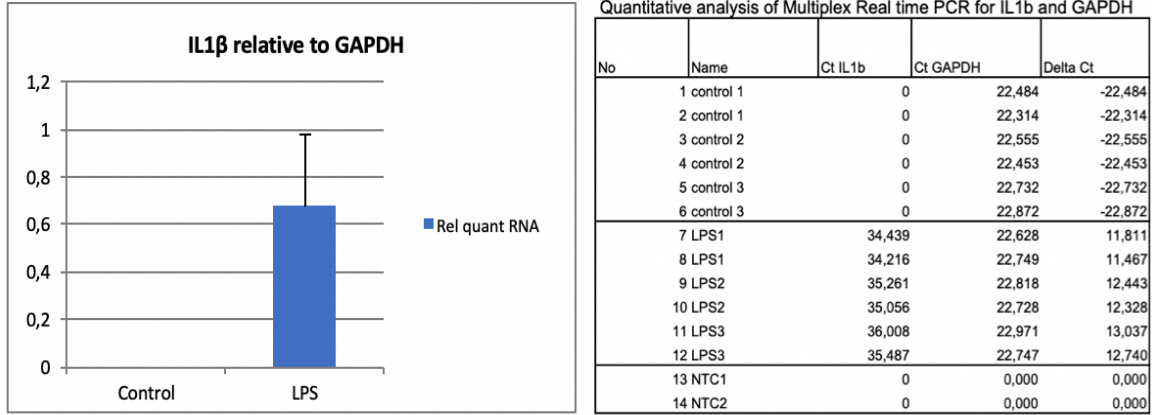 IL1β relative to GAPDH
1,2
1
0,8
0,6
0,4
0,2
0
Control LPS
Rel quant RNA
Quantitative analysis of Multiplex Real time PCR for IL1b and GAPDH
No Name Ct IL1b Ct GAPDH Delta Ct
1 control 1 0 22,484 -22,484
2 control 1 0 22,314 -22,314
3 control 2 0 22,555 -22,555
4 control 2 0 22,453 -22,453
5 control 3 0 22,732 -22,732
6 control 3 0 22,872 -22,872
7 LPS1 34,439 22,628 11,811
8 LPS1 34,216 22,749 11,467
9 LPS2 35,261 22,818 12,443
10 LPS2 35,056 22,728 12,328
11 LPS3 36,008 22,971 13,037
12 LPS3 35,487 22,747 12,740
13 NTC1 0 0,000 0,000
14 NTC2 0 0,000 0,000